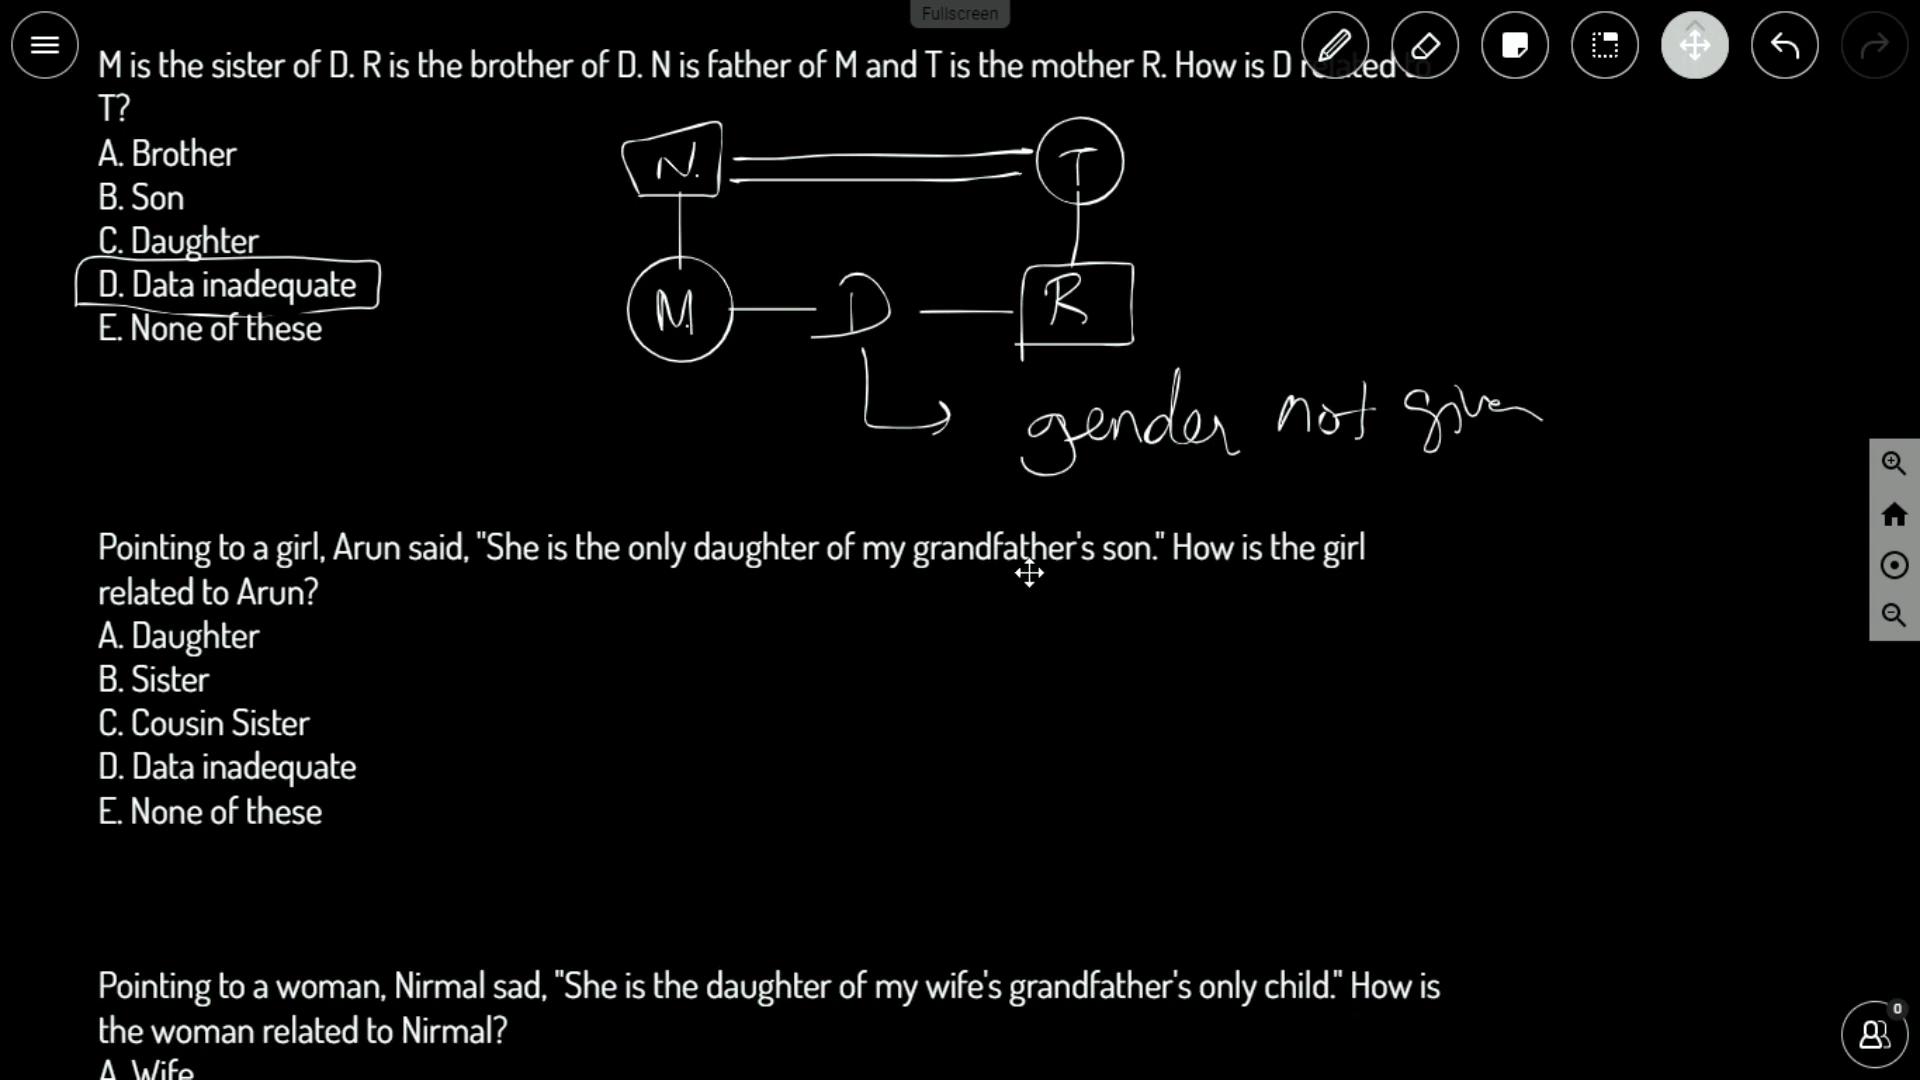 Fullscreen
M is the sister of D. R is the brother of D. N is father of M and T is the mother R. How is D related to
T?
A. Brother
B. Son
C. Daughter
D. Data inadequate
E. None of these
N.
T
M
D
R
gender not given
Pointing to a girl, Arun said, "She is the only daughter of my grandfather's son." How is the girl
related to Arun?
A. Daughter
B. Sister
C. Cousin Sister
D. Data inadequate
E. None of these
Pointing to a woman, Nirmal sad, "She is the daughter of my wife's grandfather's only child." How is
the woman related to Nirmal?
A. Wife
0